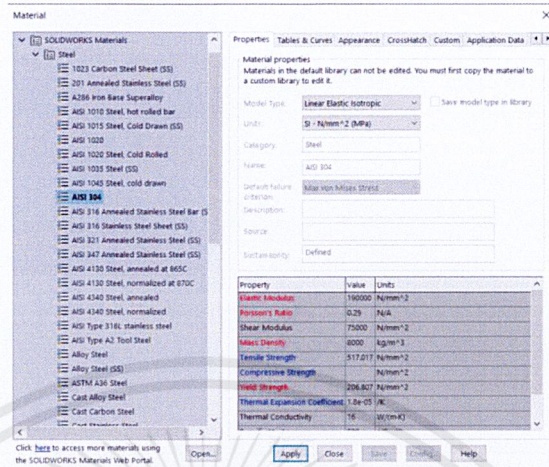 Material
SOLIDWORKS Materials
Steel
1023 Carbon Steel Sheet (SS)
201 Annealed Stainless Steel (SS)
A286 Iron Base Superalloy
AISI 1010 Steel, hot rolled bar
AISI 1015 Steel, Cold Drawn (SS)
AISI 1020
AISI 1020 Steel, Cold Rolled
AISI 1035 Steel (SS)
AISI 1045 Steel, cold drawn
AISI 304
AISI 316 Annealed Stainless Steel Bar (S
AISI 316 Stainless Steel Sheet (SS)
AISI 321 Annealed Stainless Steel (SS)
AISI 347 Annealed Stainless Steel (SS)
AISI 4130 Steel, annealed at 865C
AISI 4130 Steel, normalized at 870C
AISI 4340 Steel, annealed
AISI 4340 Steel, normalized
AISI Type 316L stainless steel
AISI Type A2 Tool Steel
Alloy Steel
Alloy Steel (SS)
ASTM A36 Steel
Cast Alloy Steel
Cast Carbon Steel
Cast Stainless Steel
Click here to access more materials using
the SOLIDWORKS Materials Web Portal.
Open...
Properties Tables & Curves Appearance CrossHatch Custom Application Data
Material properties
Materials in the default library can not be edited. You must first copy the material to
a custom library to edit it.
Model Type: Linear Elastic Isotropic Save model type in library
Units: SI - N/mm^2 (MPa)
Category: Steel
Name: AISI 304
Default failure
criterion: Max von Mises Stress
Description:
Source:
Sustainability: Defined
Property Value Units
Elastic Modulus 190000 N/mm^2
Poisson's Ratio 0.29 N/A
Shear Modulus 75000 N/mm^2
Mass Density 8000 kg/m^3
Tensile Strength 517.017 N/mm^2
Compressive Strength N/mm^2
Yield Strength 206.807 N/mm^2
Thermal Expansion Coefficient 1.8e-05 /K
Thermal Conductivity 16 W/(m·K)
Apply Close Save Config... Help